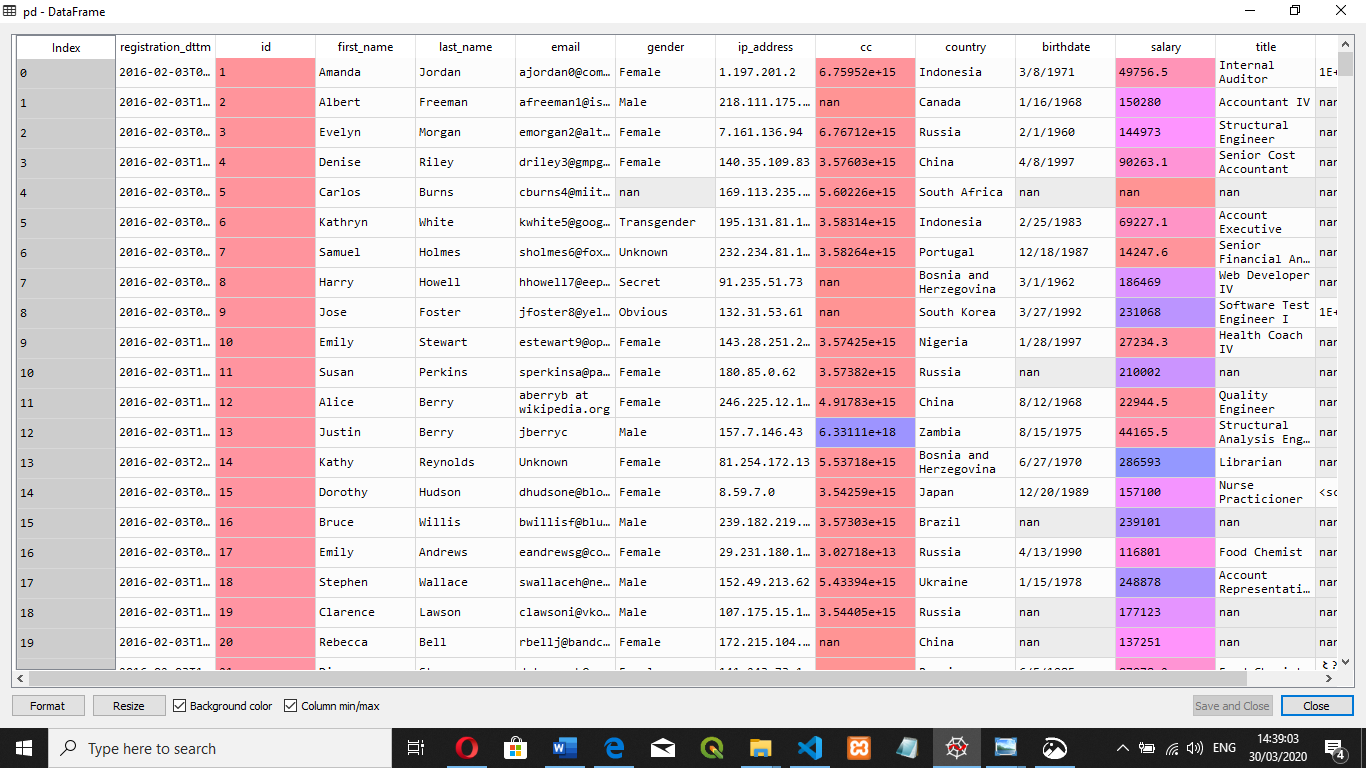 pd - DataFrame
Index registration_dttm id first_name last_name email gender ip_address cc country birthdate salary title
0 2016-02-03T0... 1 Amanda Jordan ajordan0@com... Female 1.197.201.2 6.75952e+15 Indonesia 3/8/1971 49756.5 Internal Auditor 1E+
1 2016-02-03T1... 2 Albert Freeman afreeman1@is... Male 218.111.175.... nan Canada 1/16/1968 150280 Accountant IV nan
2 2016-02-03T0... 3 Evelyn Morgan emorgan2@alt... Female 7.161.136.94 6.76712e+15 Russia 2/1/1960 144973 Structural Engineer nan
3 2016-02-03T0... 4 Denise Riley driley3@gmpg... Female 140.35.109.83 3.57603e+15 China 4/8/1997 90263.1 Senior Cost Accountant nan
4 2016-02-03T0... 5 Carlos Burns cburns4@miit... nan 169.113.235.... 5.60226e+15 South Africa nan nan nan nan
5 2016-02-03T0... 6 Kathryn White kwhite5@goog... Female 195.131.81.1... 3.58314e+15 Indonesia 2/25/1983 69227.1 Account Executive nan
6 2016-02-03T0... 7 Samuel Holmes sholmes6@fox... Unknown 232.234.81.1... 3.58264e+15 Portugal 12/18/1987 14247.6 Senior Financial An... nan
7 2016-02-03T0... 8 Harry Howell hhowell7@eep... Secret 91.235.51.73 nan Bosnia and Herzegovina 3/1/1962 186469 Web Developer IV nan
8 2016-02-03T0... 9 Jose Foster jfoster8@yel... Obvious 132.31.53.61 nan South Korea 3/27/1992 231068 Software Test Engineer I 1E+
9 2016-02-03T1... 10 Emily Stewart estewart9@op... Female 143.28.251.2... 3.57425e+15 Nigeria 1/28/1997 27234.3 Health Coach IV nan
10 2016-02-03T1... 11 Susan Perkins sperkinsa@pa... Female 180.85.0.62 3.57382e+15 Russia nan 210002 nan nan
11 2016-02-03T1... 12 Alice Berry aberryb at wikipedia.org Female 246.225.12.1... 4.91783e+15 China 8/12/1968 22944.5 Quality Engineer nan
12 2016-02-03T1... 13 Justin Berry jberryc Male 157.7.146.43 6.33111e+18 Zambia 8/15/1975 44165.5 Structural Analysis Eng... nan
13 2016-02-03T2... 14 Kathy Reynolds Unknown Female 81.254.172.13 5.53718e+15 Bosnia and Herzegovina 6/27/1970 286593 Librarian nan
14 2016-02-03T0... 15 Dorothy Hudson dhudsone@blo... Female 8.59.7.0 3.54259e+15 Japan 12/20/1989 157100 Nurse Practicioner <sc
15 2016-02-03T0... 16 Bruce Willis bwillisf@blu... Male 239.182.219.... 3.57303e+15 Brazil nan 239101 nan nan
16 2016-02-03T0... 17 Emily Andrews eandrewsg@co... Female 29.231.180.1... 3.02718e+13 Russia 4/13/1990 116801 Food Chemist nan
17 2016-02-03T1... 18 Stephen Wallace swallaceh@ne... Male 152.49.213.62 5.43394e+15 Ukraine 1/15/1978 248878 Account Representati... nan
18 2016-02-03T1... 19 Clarence Lawson clawsoni@vko... Male 107.175.15.1... 3.54405e+15 Russia nan 177123 nan nan
19 2016-02-03T1... 20 Rebecca Bell rbellj@bandc... Female 172.215.104.... nan China nan 137251 nan nan
Format Resize Background color Column min/max Save and Close Close
Type here to search ENG 14:39:03
30/03/2020 4